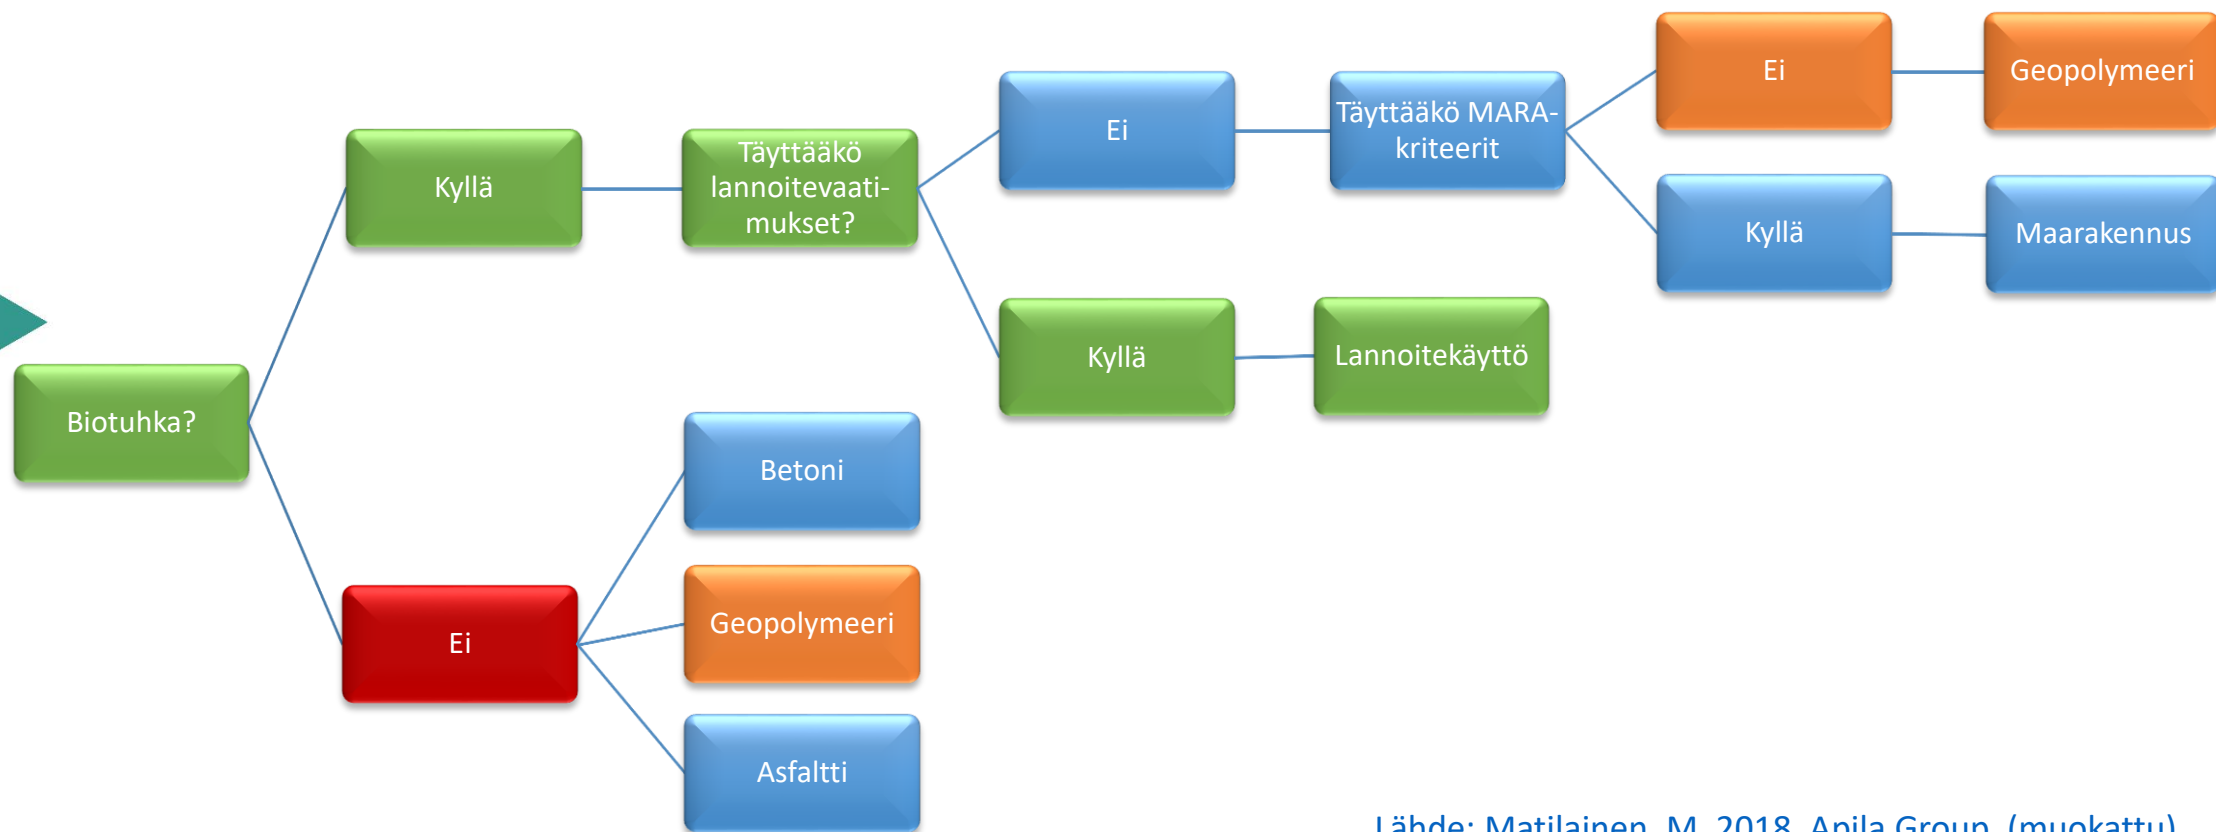 Biotuhka?
Kyllä
Täyttääkö
lannoitevaati-
mukset?
Ei
Täyttääkö MARA-
kriteerit
Ei
Geopolymeeri
Kyllä
Maarakennus
Kyllä
Lannoitekäyttö
Ei
Betoni
Geopolymeeri
Asfaltti
Lähde: Matilainen, M. 2018. Apila Group. (muokattu)